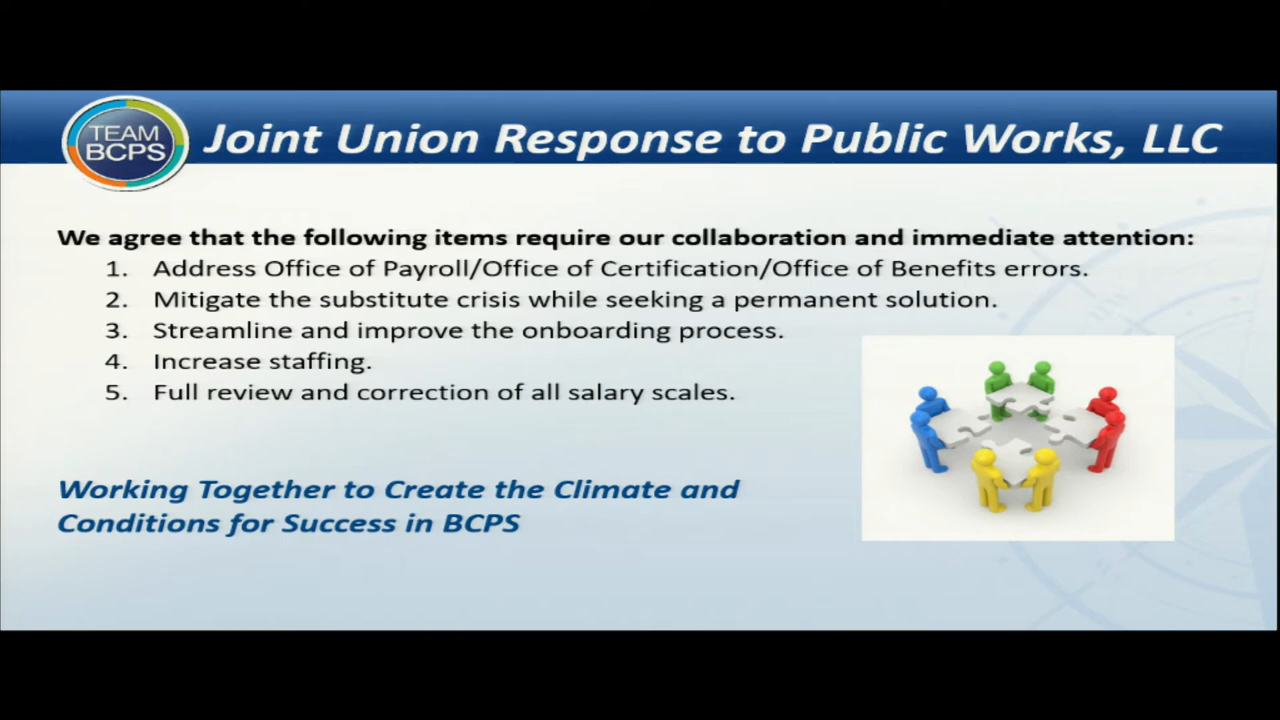 TEAM
BCPS
Joint Union Response to Public Works, LLC
We agree that the following items require our collaboration and immediate attention:
1. Address Office of Payroll/Office of Certification/Office of Benefits errors.
2. Mitigate the substitute crisis while seeking a permanent solution.
3. Streamline and improve the onboarding process.
4. Increase staffing.
5. Full review and correction of all salary scales.
Working Together to Create the Climate and
Conditions for Success in BCPS